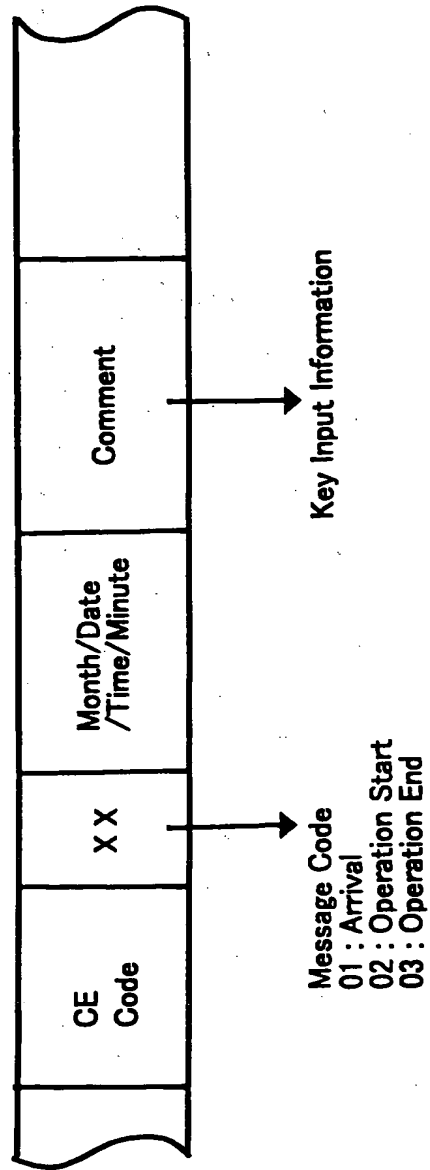 CE
Code
X X
Month/Date
/Time/Minute
Comment
Message Code
01 : Arrival
02 : Operation Start
03 : Operation End
Key Input Information